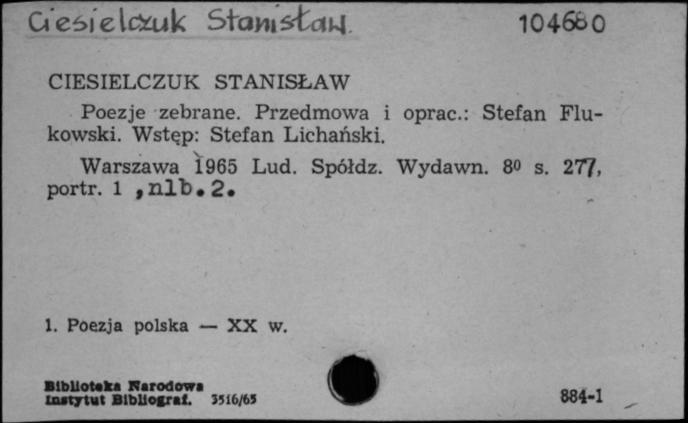 Ciesielczuk Stanisław. 104680
CIESIELCZUK STANISŁAW
Poezje zebrane. Przedmowa i oprac.: Stefan Flu-
kowski. Wstęp: Stefan Lichański.
Warszawa 1965 Lud. Spółdz. Wydawn. 8º s. 277,
portr. 1 ,nlb.2.
1. Poezja polska — XX w.
Biblioteka Narodowa
Instytut Bibliograf. 3516/65 884-1